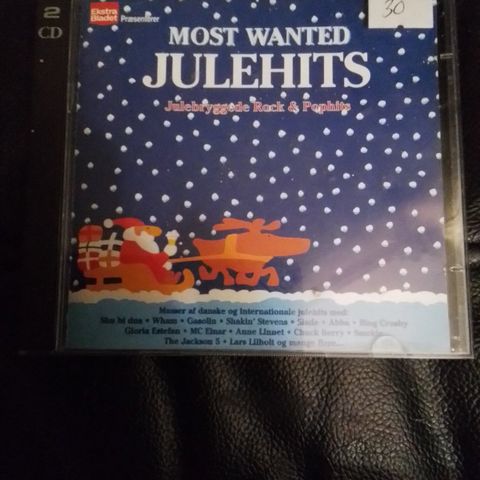 2
CD
Ekstra
Bladet
Præsenterer
30
MOST WANTED
JULEHITS
Julebryggede Rock & Pophits
Masser af danske og internationale julehits med:
Shu bi dua • Wham • Gasolin • Shakin' Stevens • Slade • Abba • Bing Crosby
Gloria Estefan • MC Einar • Anne Linnet • Chuck Berry •
The Jackson 5 • Lars Lilholt og mange flere...